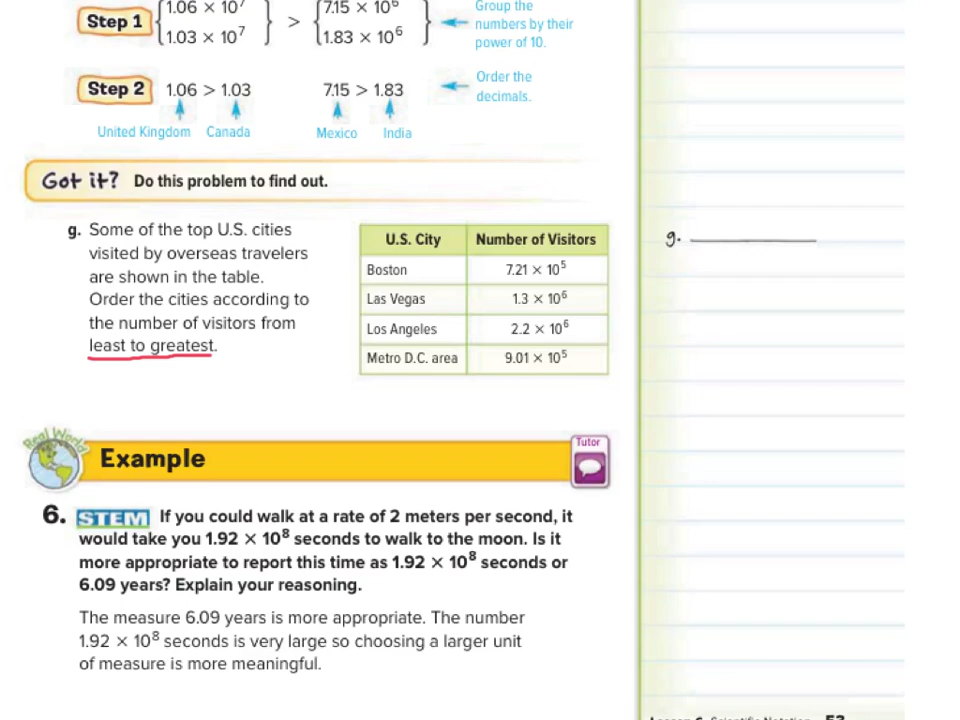 Step 1 {1.06 × 10⁷ } > {7.15 × 10⁶ } Group the
1.03 × 10⁷ 1.83 × 10⁶ numbers by their
power of 10.
Step 2 1.06 > 1.03 7.15 > 1.83 Order the
decimals.
United Kingdom Canada Mexico India
Got it? Do this problem to find out.
g. Some of the top U.S. cities
visited by overseas travelers
are shown in the table.
Order the cities according to
the number of visitors from
least to greatest.
U.S. City Number of Visitors
Boston 7.21 × 10⁵
Las Vegas 1.3 × 10⁶
Los Angeles 2.2 × 10⁶
Metro D.C. area 9.01 × 10⁵
g.
Real World
Example
Tutor
6. STEM If you could walk at a rate of 2 meters per second, it
would take you 1.92 × 10⁸ seconds to walk to the moon. Is it
more appropriate to report this time as 1.92 × 10⁸ seconds or
6.09 years? Explain your reasoning.
The measure 6.09 years is more appropriate. The number
1.92 × 10⁸ seconds is very large so choosing a larger unit
of measure is more meaningful.
Lesson 6 Scientific Notation 53